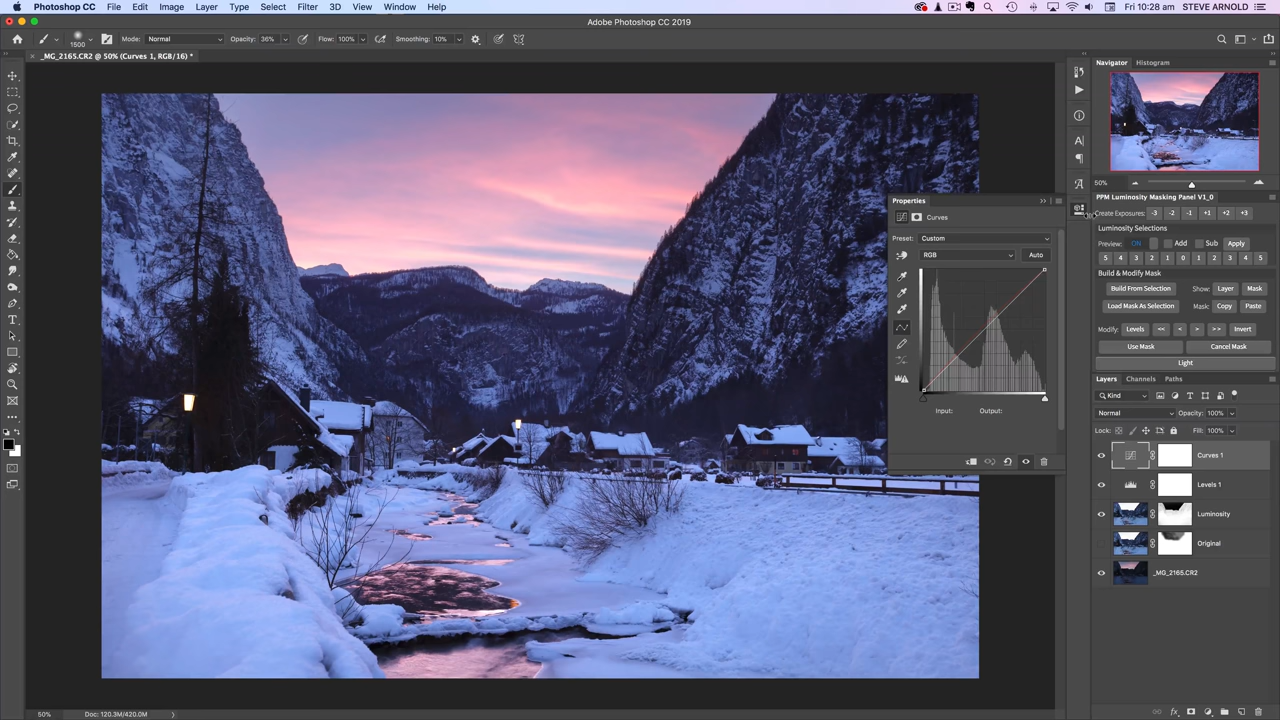 Photoshop CC File Edit Image Layer Type Select Filter 3D View Window Help Fri 10:28 am STEVE ARNOLD
Adobe Photoshop CC 2019
1500 Mode: Normal Opacity: 36% Flow: 100% Smoothing: 10%
_MG_2165.CR2 @ 50% (Curves 1, RGB/16) *
Navigator Histogram
50%
PPM Luminosity Masking Panel V1_0
Create Exposures: -3 -2 -1 +1 +2 +3
Luminosity Selections
Preview: ON Add Sub Apply
5 4 3 2 1 0 1 2 3 4 5
Build & Modify Mask
Build From Selection Show: Layer Mask
Load Mask As Selection Mask: Copy Paste
Modify: Levels << < > >> Invert
Use Mask Cancel Mask
Light
Properties
Curves
Preset: Custom
RGB Auto
Input: Output:
Layers Channels Paths
Kind
Normal Opacity: 100%
Lock: Fill: 100%
Curves 1
Levels 1
Luminosity
Original
_MG_2165.CR2
50% Doc: 120.3M/420.0M